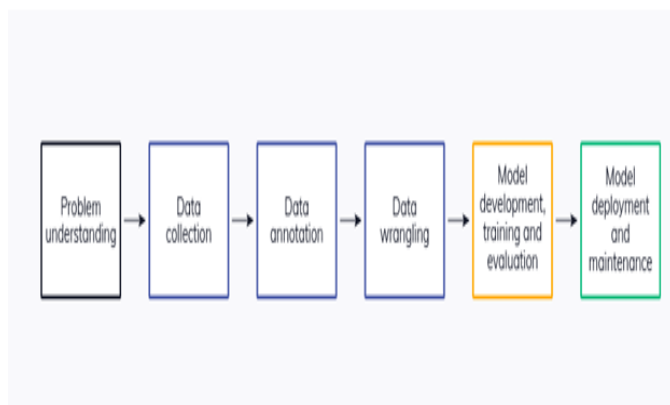 Problem
understanding
Data
collection
Data
annotation
Data
wrangling
Model
development,
training and
evaluation
Model
deployment
and
maintenance